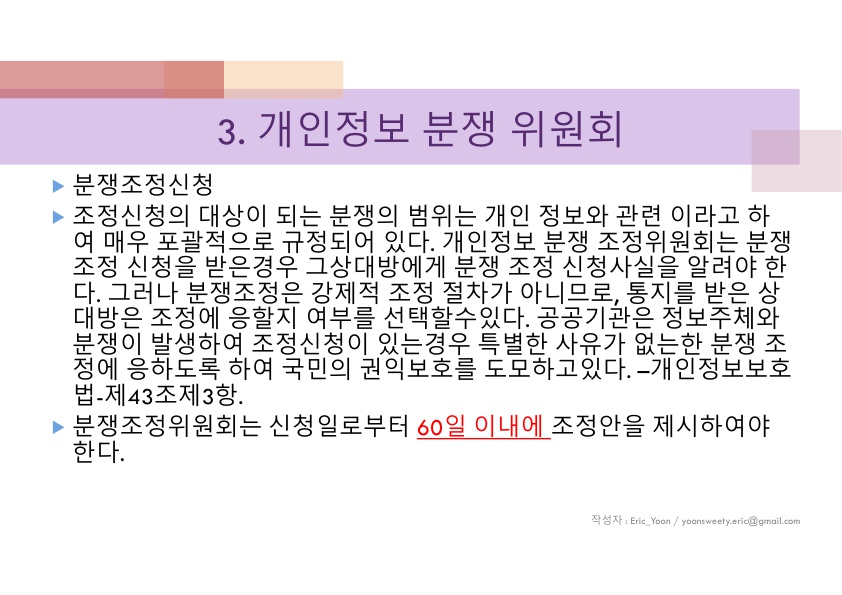 3. 개인정보 분쟁 위원회
분쟁조정신청
조정신청의 대상이 되는 분쟁의 범위는 개인 정보와 관련 이라고 하
여 매우 포괄적으로 규정되어 있다. 개인정보 분쟁 조정위원회는 분쟁
조정 신청을 받은경우 그상대방에게 분쟁 조정 신청사실을 알려야 한
다. 그러나 분쟁조정은 강제적 조정 절차가 아니므로, 통지를 받은 상
대방은 조정에 응할지 여부를 선택할수있다. 공공기관은 정보주체와
분쟁이 발생하여 조정신청이 있는경우 특별한 사유가 없는한 분쟁 조
정에 응하도록 하여 국민의 권익보호를 도모하고있다. –개인정보보호
법-제43조제3항.
분쟁조정위원회는 신청일로부터 60일 이내에 조정안을 제시하여야
한다.
작성자 : Eric_Yoon / yoonsweety.eric@gmail.com